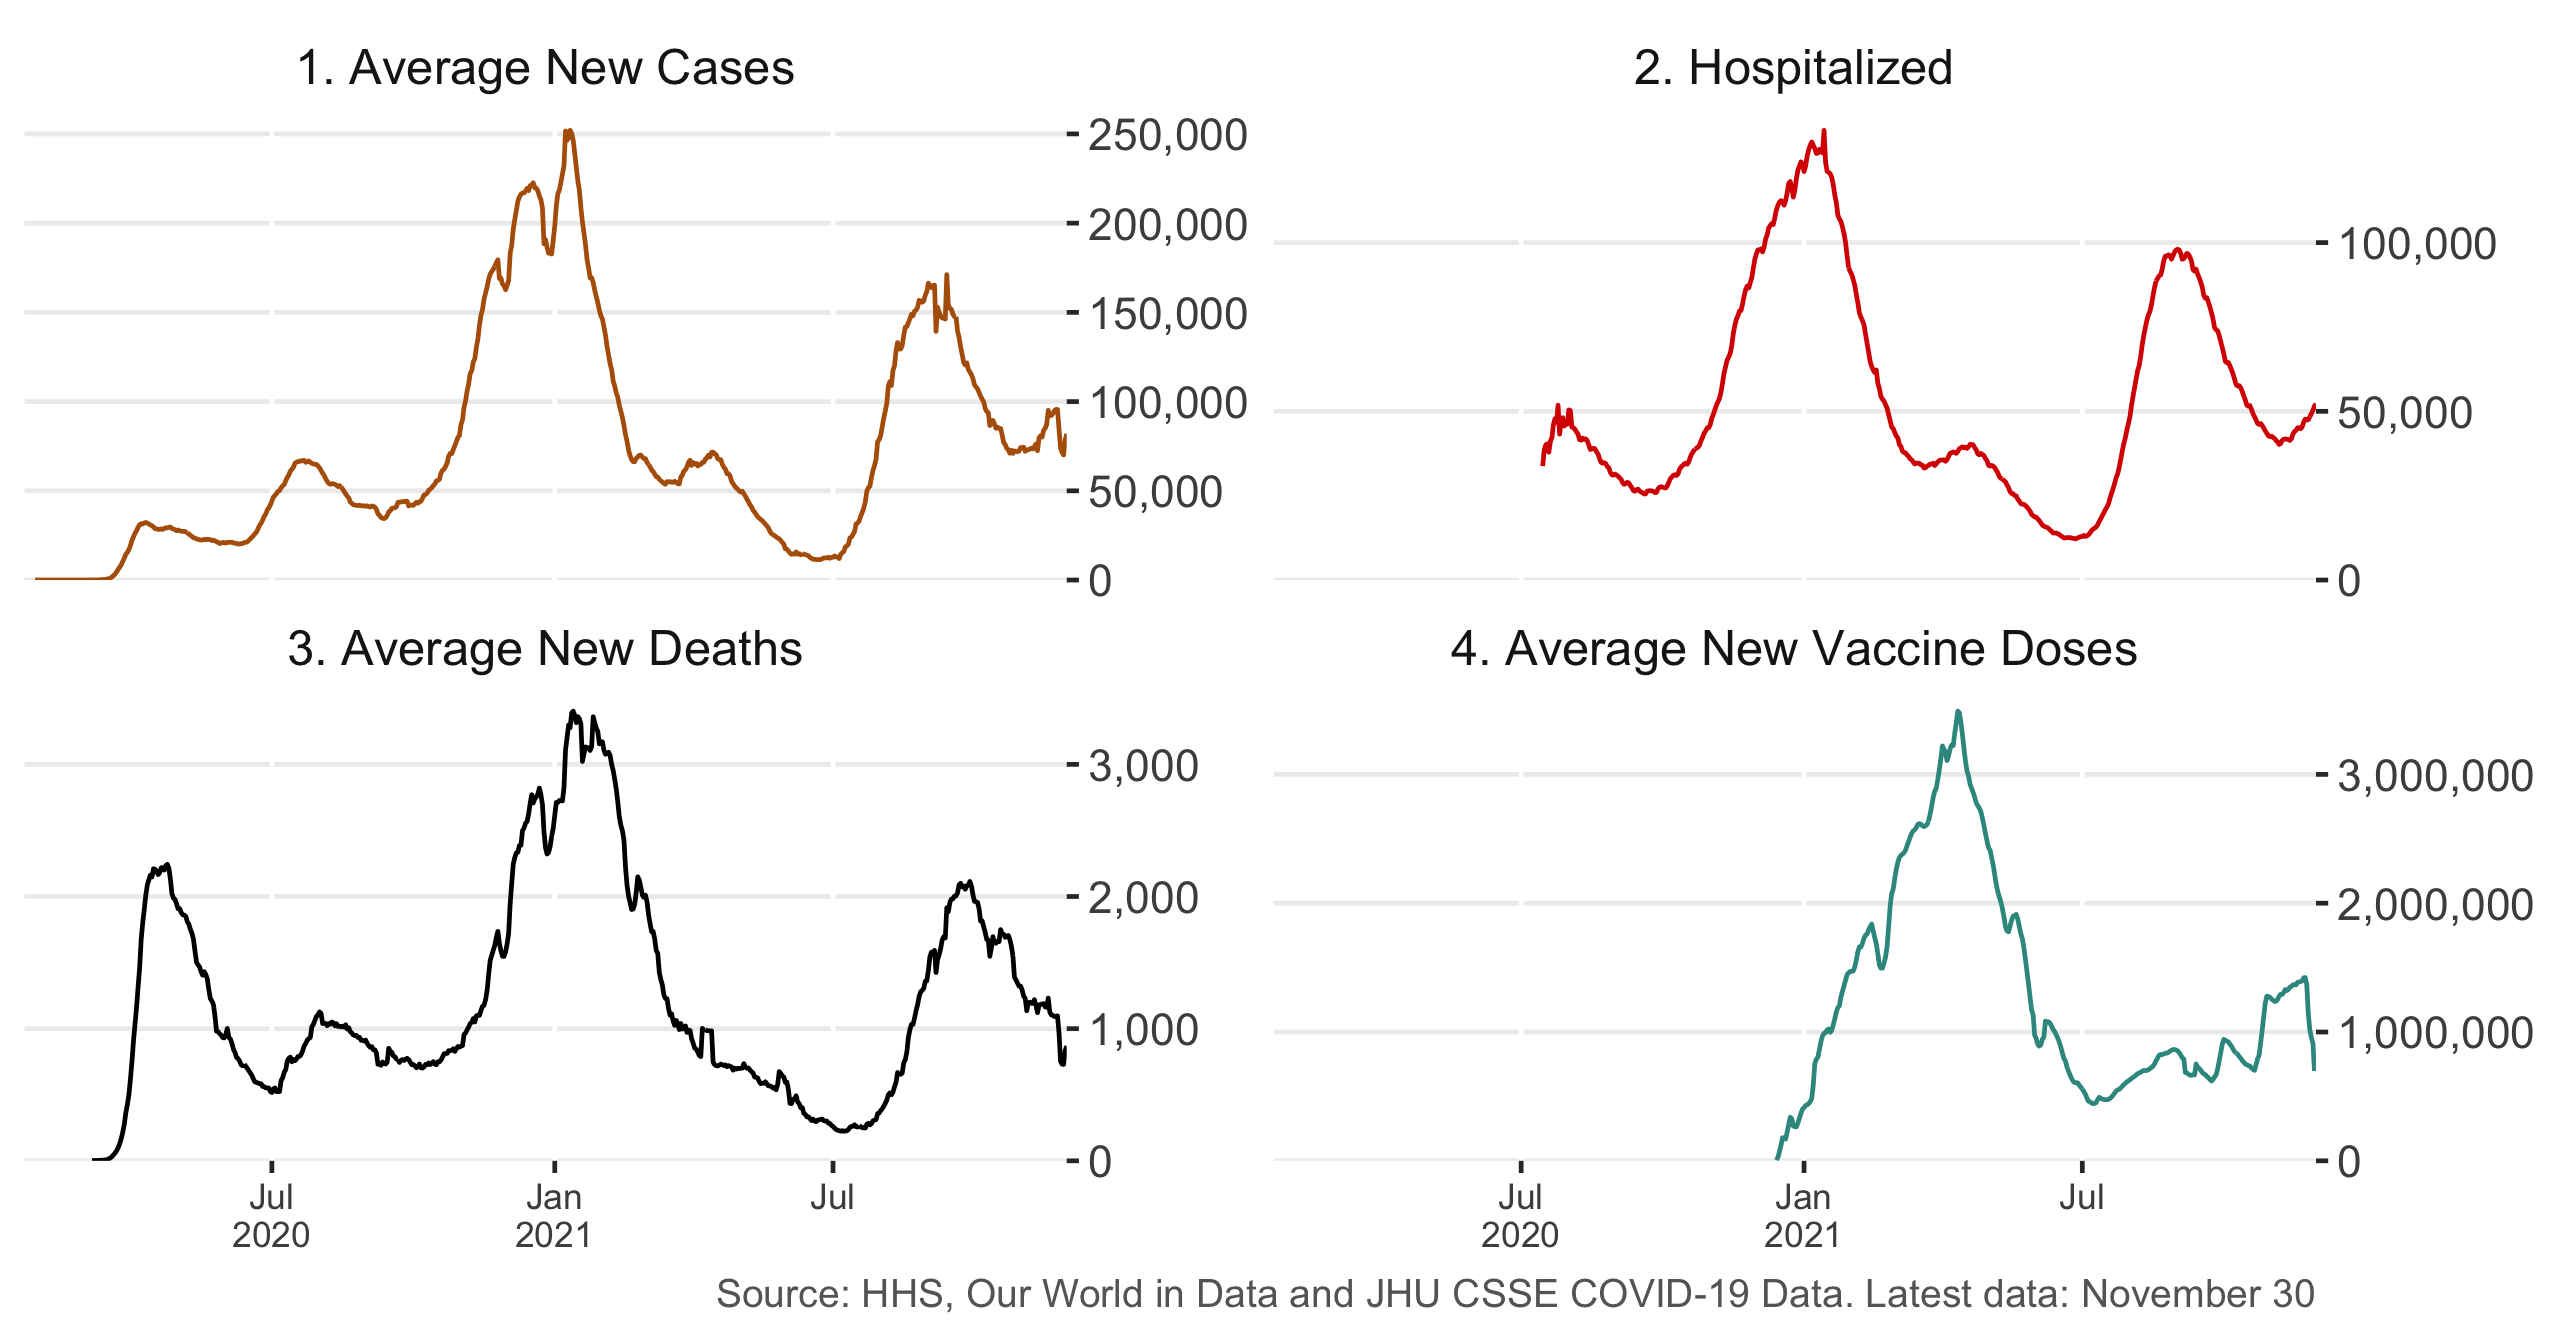 1. Average New Cases
250,000
200,000
150,000
100,000
50,000
0
2. Hospitalized
100,000
50,000
0
3. Average New Deaths
3,000
2,000
1,000
0
Jul
2020
Jan
2021
Jul
4. Average New Vaccine Doses
3,000,000
2,000,000
1,000,000
0
Jul
2020
Jan
2021
Jul
Source: HHS, Our World in Data and JHU CSSE COVID-19 Data. Latest data: November 30